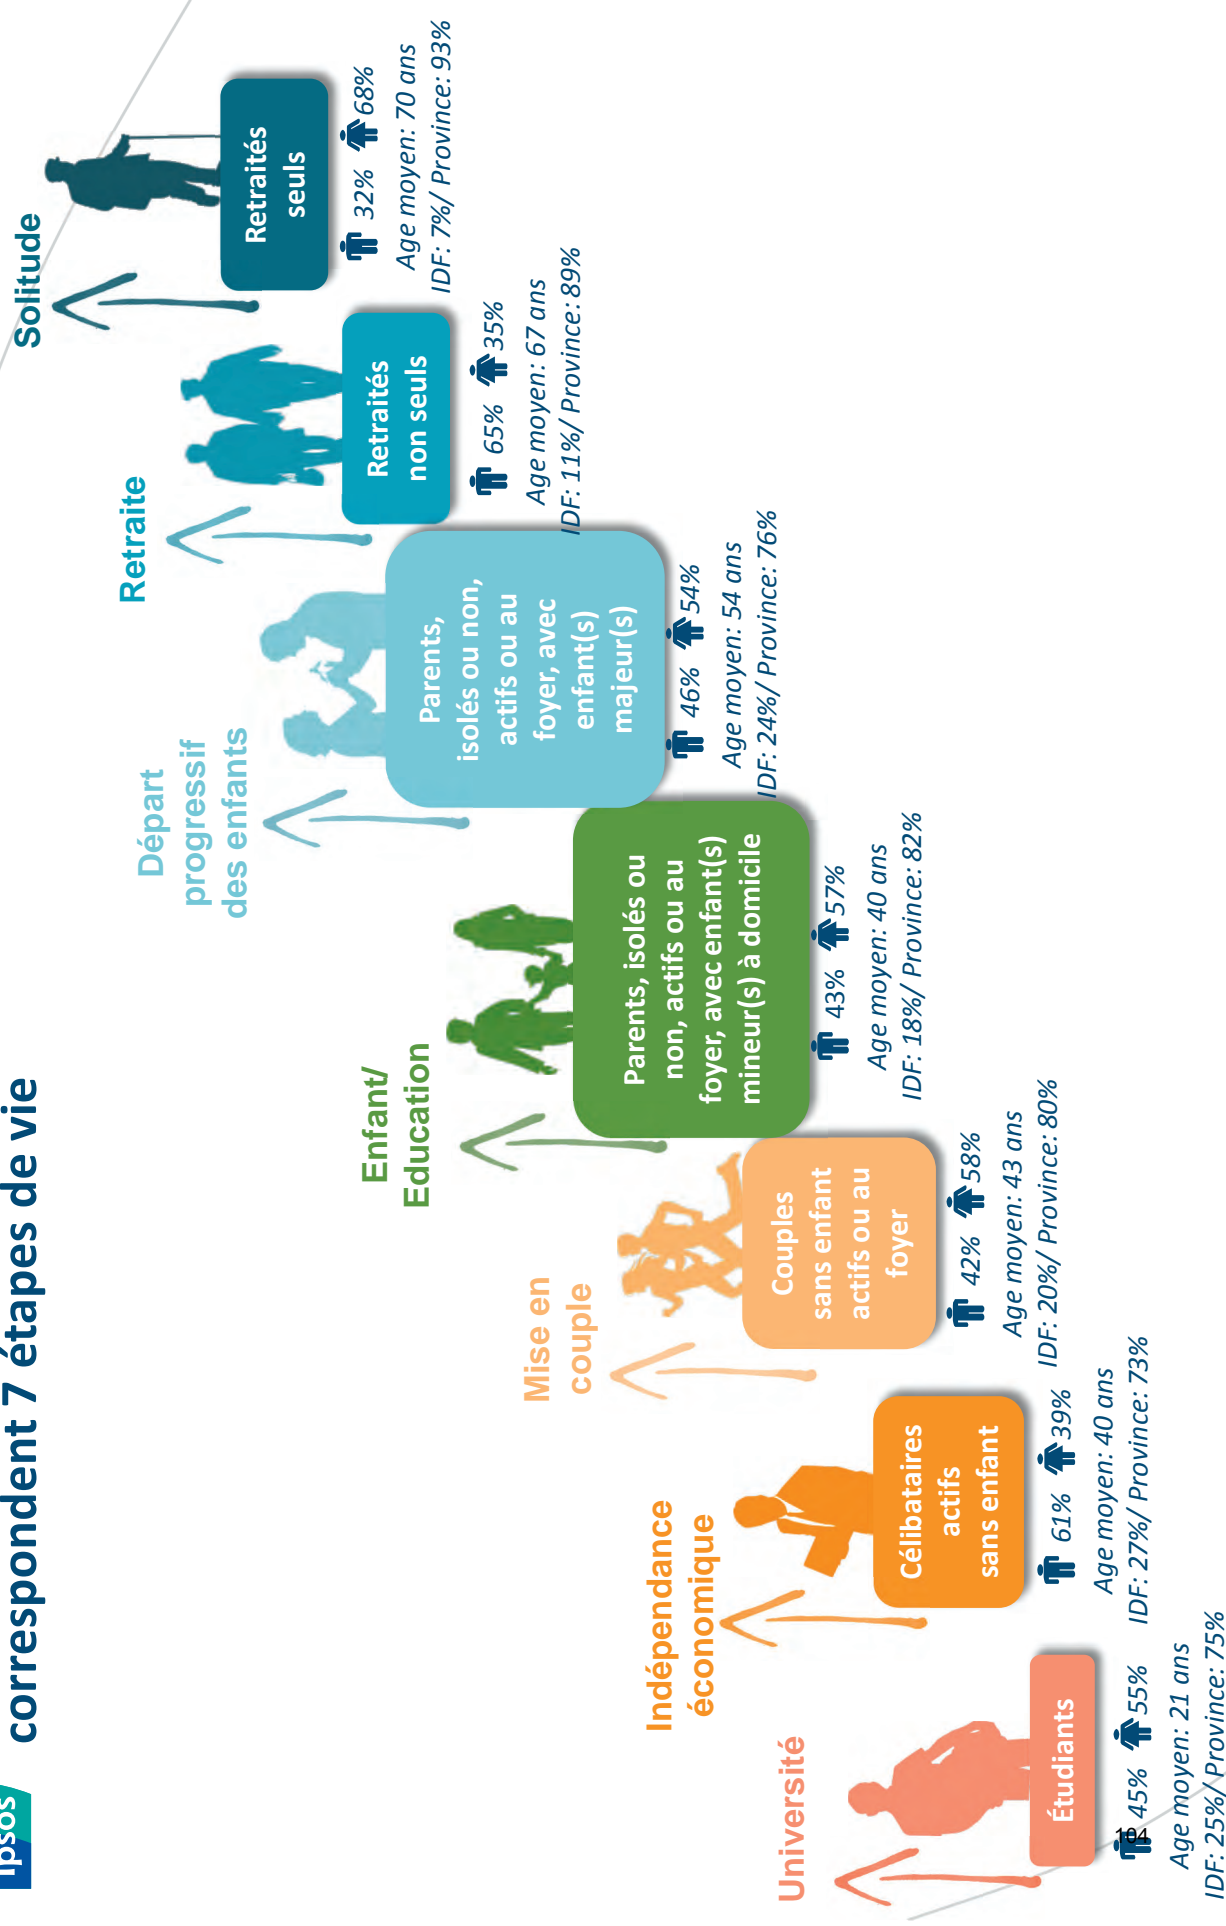 Ipsos
correspondent 7 étapes de vie
Université
Étudiants
45% 55%
Age moyen: 21 ans
IDF: 25%/ Province: 75%
Indépendance
économique
Célibataires
actifs
sans enfant
61% 39%
Age moyen: 40 ans
IDF: 27%/ Province: 73%
Mise en
couple
Couples
sans enfant
actifs ou au
foyer
42% 58%
Age moyen: 43 ans
IDF: 20%/ Province: 80%
Enfant/
Education
Parents, isolés ou
non, actifs ou au
foyer, avec enfant(s)
mineur(s) à domicile
43% 57%
Age moyen: 40 ans
IDF: 18%/ Province: 82%
Départ
progressif
des enfants
Parents,
isolés ou non,
actifs ou au
foyer, avec
enfant(s)
majeur(s)
46% 54%
Age moyen: 54 ans
IDF: 24%/ Province: 76%
Retraite
Retraités
non seuls
65% 35%
Age moyen: 67 ans
IDF: 11%/ Province: 89%
Solitude
Retraités
seuls
32% 68%
Age moyen: 70 ans
IDF: 7%/ Province: 93%
104